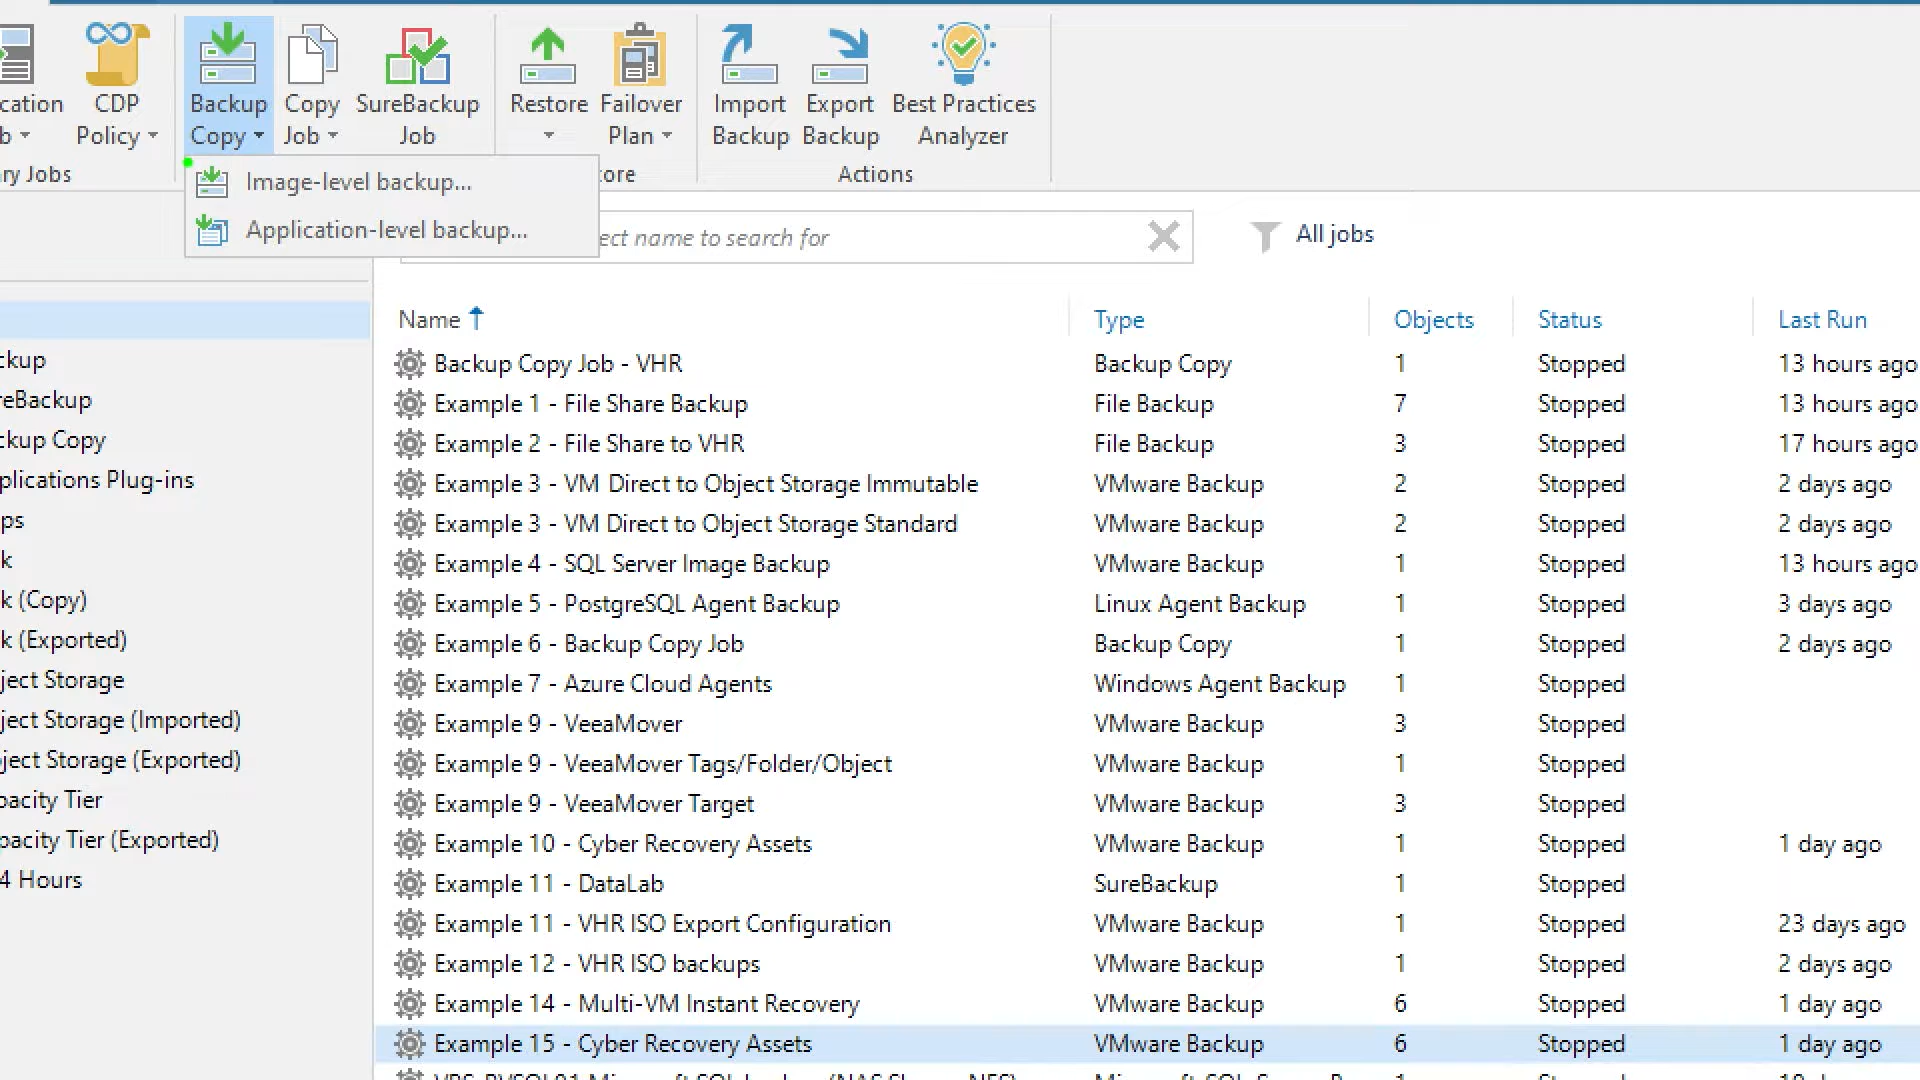 cation
b
CDP
Policy
Backup
Copy
Copy
Job
SureBackup
Job
Restore
Failover
Plan
Import
Backup
Export
Backup
Best Practices
Analyzer
ry Jobs
ore
Actions
Image-level backup...
Application-level backup...
ect name to search for
All jobs
ckup
eBackup
ckup Copy
plications Plug-ins
ps
k
k (Copy)
k (Exported)
ject Storage
ject Storage (Imported)
ject Storage (Exported)
pacity Tier
pacity Tier (Exported)
4 Hours
Name Type Objects Status Last Run
Backup Copy Job - VHR Backup Copy 1 Stopped 13 hours ago
Example 1 - File Share Backup File Backup 7 Stopped 13 hours ago
Example 2 - File Share to VHR File Backup 3 Stopped 17 hours ago
Example 3 - VM Direct to Object Storage Immutable VMware Backup 2 Stopped 2 days ago
Example 3 - VM Direct to Object Storage Standard VMware Backup 2 Stopped 2 days ago
Example 4 - SQL Server Image Backup VMware Backup 1 Stopped 13 hours ago
Example 5 - PostgreSQL Agent Backup Linux Agent Backup 1 Stopped 3 days ago
Example 6 - Backup Copy Job Backup Copy 1 Stopped 2 days ago
Example 7 - Azure Cloud Agents Windows Agent Backup 1 Stopped
Example 9 - VeeaMover VMware Backup 3 Stopped
Example 9 - VeeaMover Tags/Folder/Object VMware Backup 1 Stopped
Example 9 - VeeaMover Target VMware Backup 3 Stopped
Example 10 - Cyber Recovery Assets VMware Backup 1 Stopped 1 day ago
Example 11 - DataLab SureBackup 1 Stopped
Example 11 - VHR ISO Export Configuration VMware Backup 1 Stopped 23 days ago
Example 12 - VHR ISO backups VMware Backup 1 Stopped 2 days ago
Example 14 - Multi-VM Instant Recovery VMware Backup 6 Stopped 1 day ago
Example 15 - Cyber Recovery Assets VMware Backup 6 Stopped 1 day ago